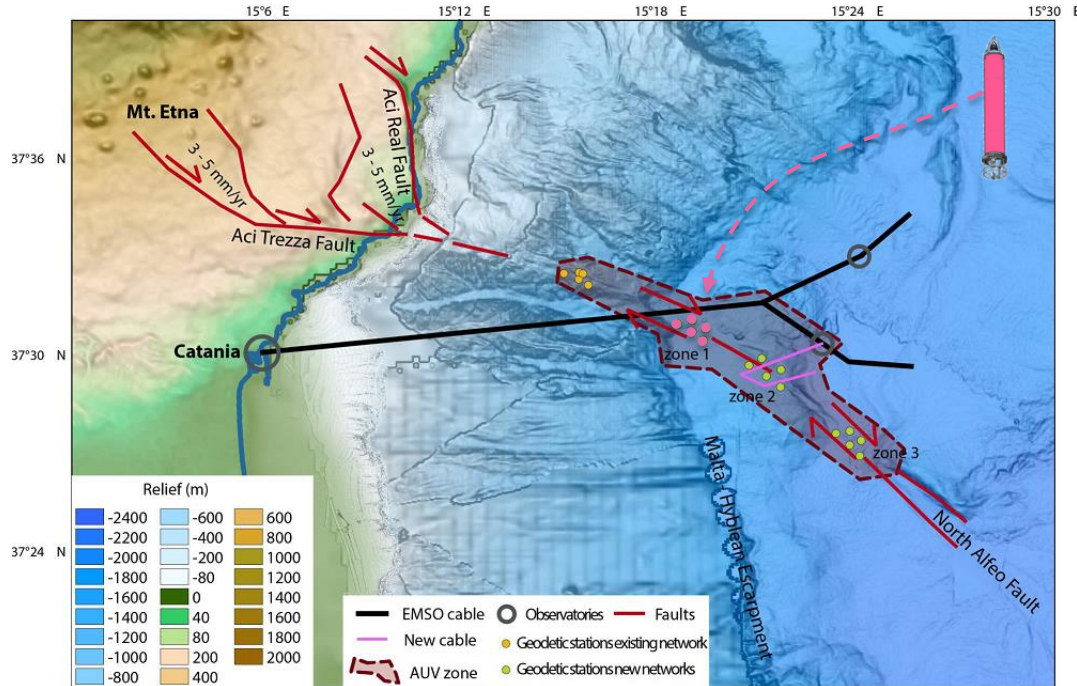 15°6 E
15°12 E
15°18 E
15°24 E
15°30 E
37°36 N
37°30 N
37°24 N
Mt. Etna
3 - 5 mm/yr
3 - 5 mm/yr
Aci Real Fault
Aci Trezza Fault
Catania
zone 1
zone 2
zone 3
Malta - Hyblean Escarpment
North Alfeo Fault
Relief (m)
-2400 -600 600
-2200 -400 800
-2000 -200 1000
-1800 -80 1200
-1600 0 1400
-1400 40 1600
-1200 80 1800
-1000 200 2000
-800 400
EMSO cable Observatories Faults
New cable Geodetic stations existing network
AUV zone Geodetic stations new networks